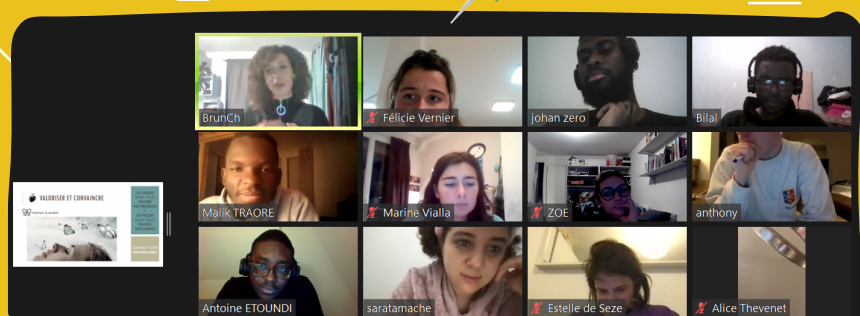 BrunCh
Félicie Vernier
johan zero
Bilal
Malik TRAORE
Marine Vialla
ZOE
anthony
VALORISER ET CONVAINCRE
Antoine ETOUNDI
saratamache
Estelle de Seze
Alice Thevenet